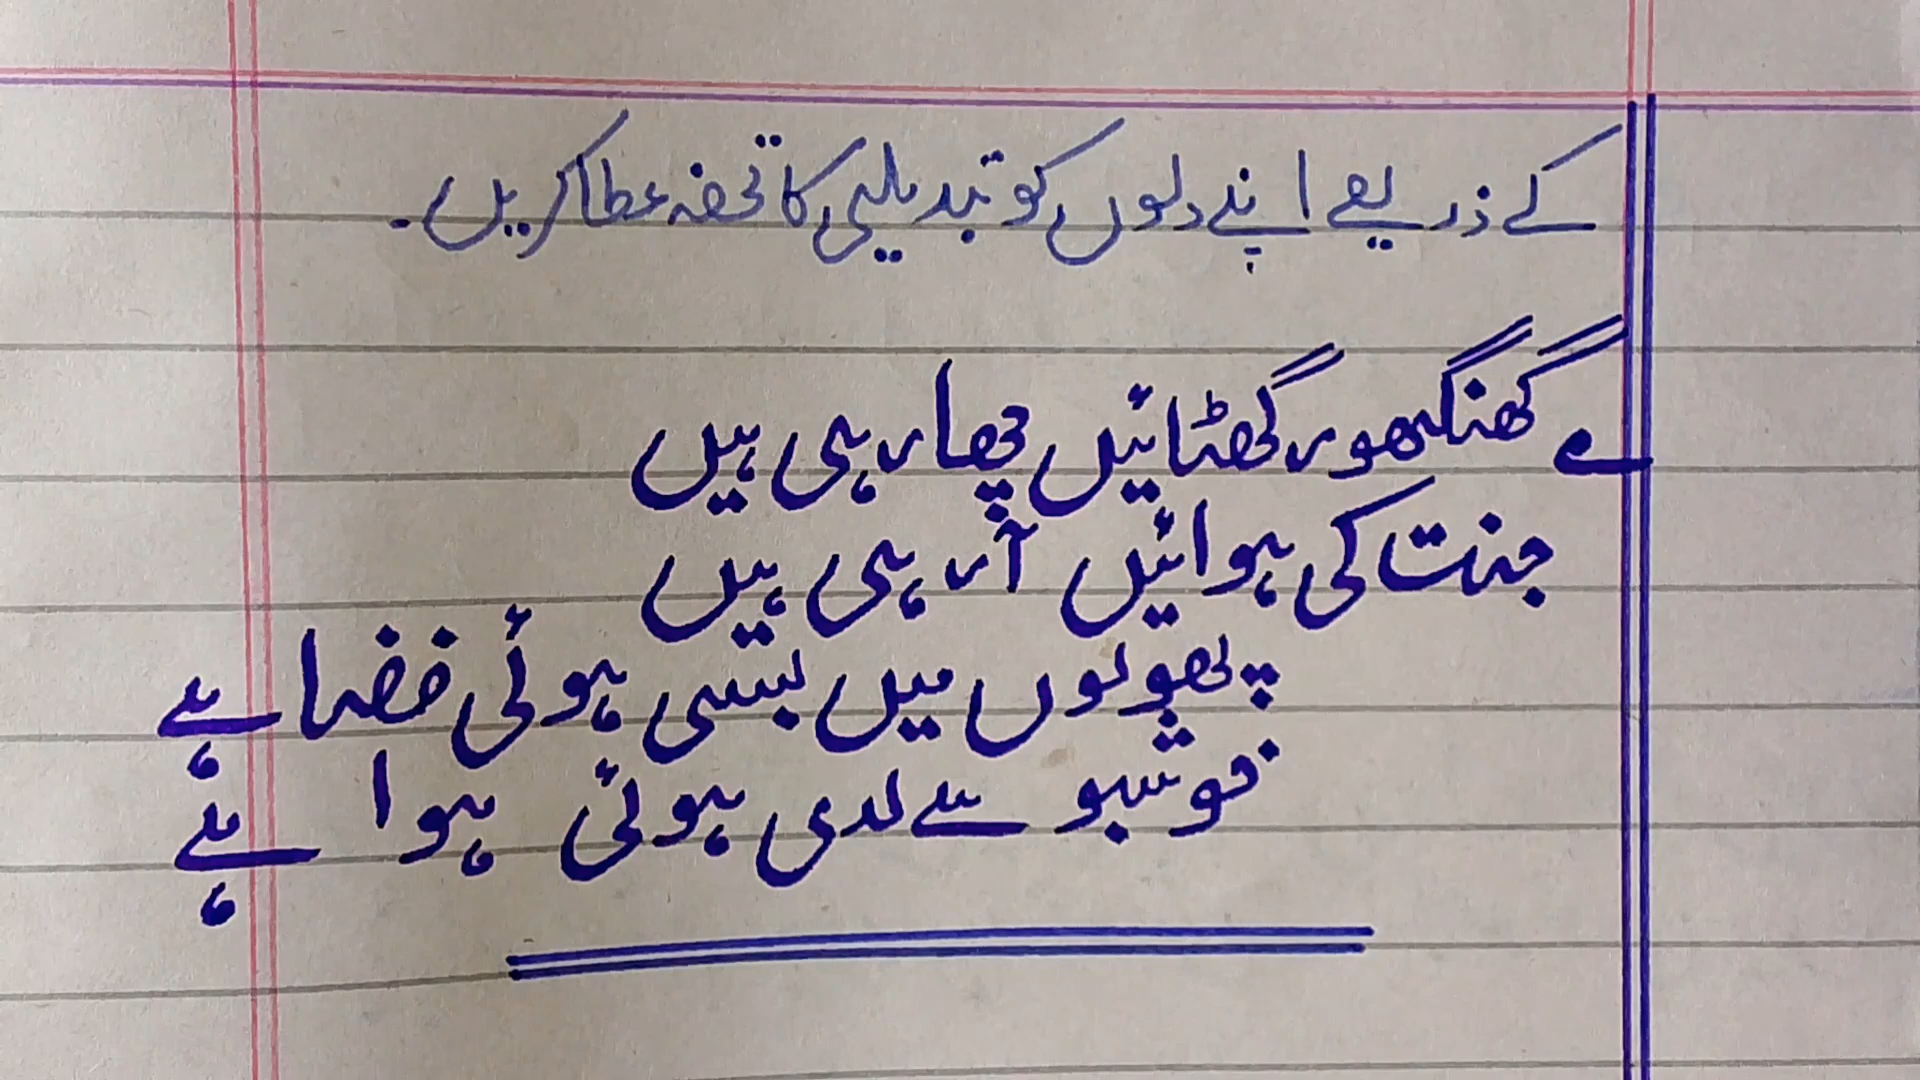 کے ذریعے اپنے دلوں کو تبدیلی کا تحفہ عطا کریں۔
؎ گھنگھور گھٹائیں چھا رہی ہیں
جنت کی ہوائیں آ رہی ہیں
پھولوں میں بسی ہوئی فضا ہے
خوشبو سے لدی ہوئی ہوا ہے